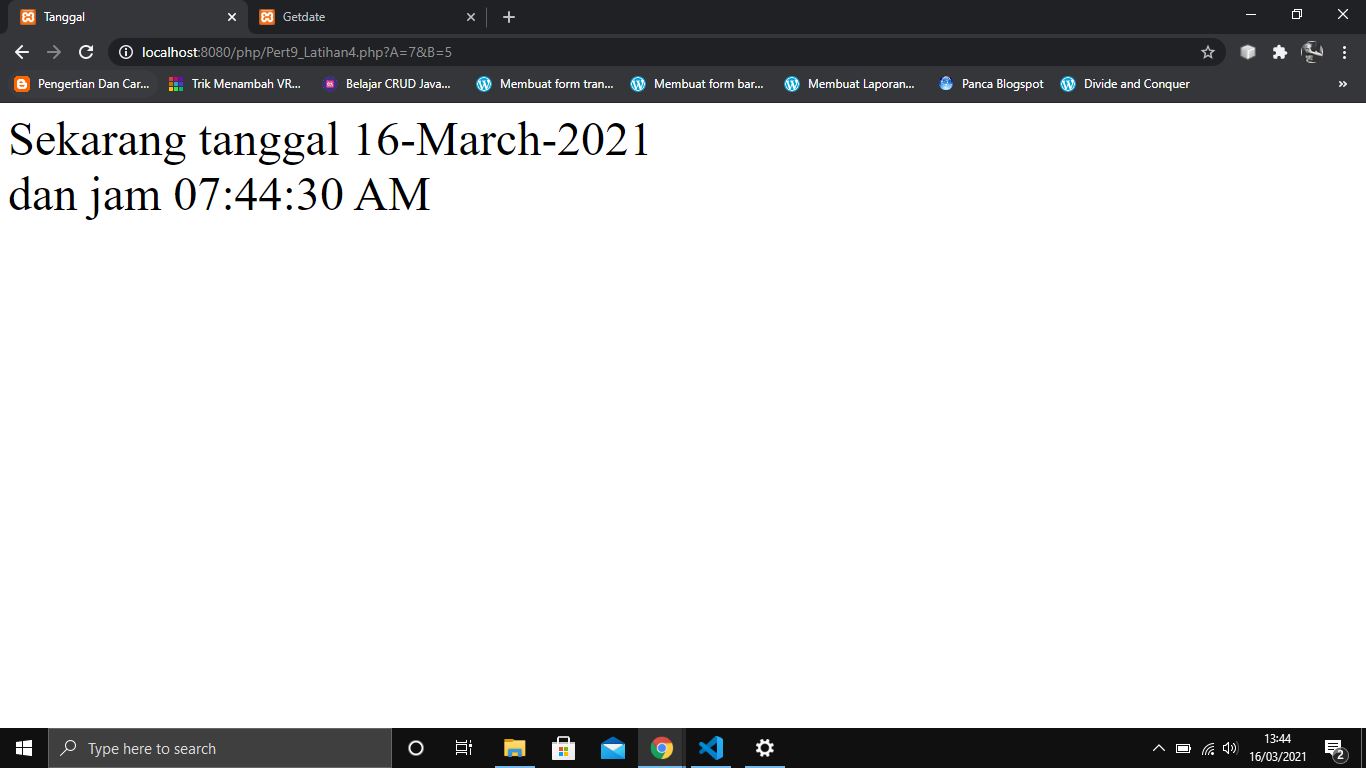 Tanggal
Getdate
localhost:8080/php/Pert9_Latihan4.php?A=7&B=5
Pengertian Dan Car...
Trik Menambah VR...
Belajar CRUD Java...
Membuat form tran...
Membuat form bar...
Membuat Laporan...
Panca Blogspot
Divide and Conquer
»
Sekarang tanggal 16-March-2021
dan jam 07:44:30 AM
Type here to search
13:44
16/03/2021
2